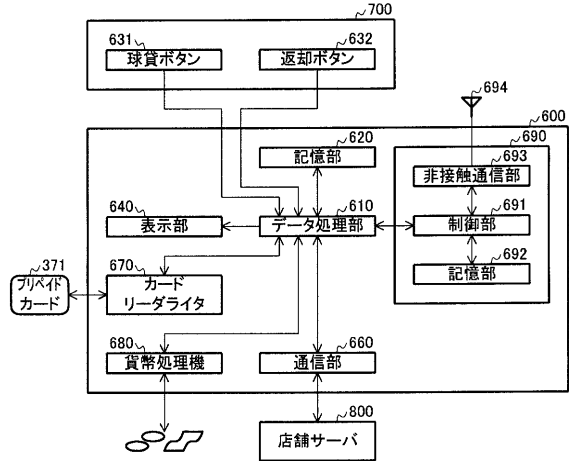 700
631
632
球貸ボタン
返却ボタン
694
600
620
690
記憶部
693
非接触通信部
640
610
691
表示部
データ処理部
制御部
371
670
692
プリペイド
カード
カード
リーダライタ
記憶部
680
660
貨幣処理機
通信部
800
店舗サーバ